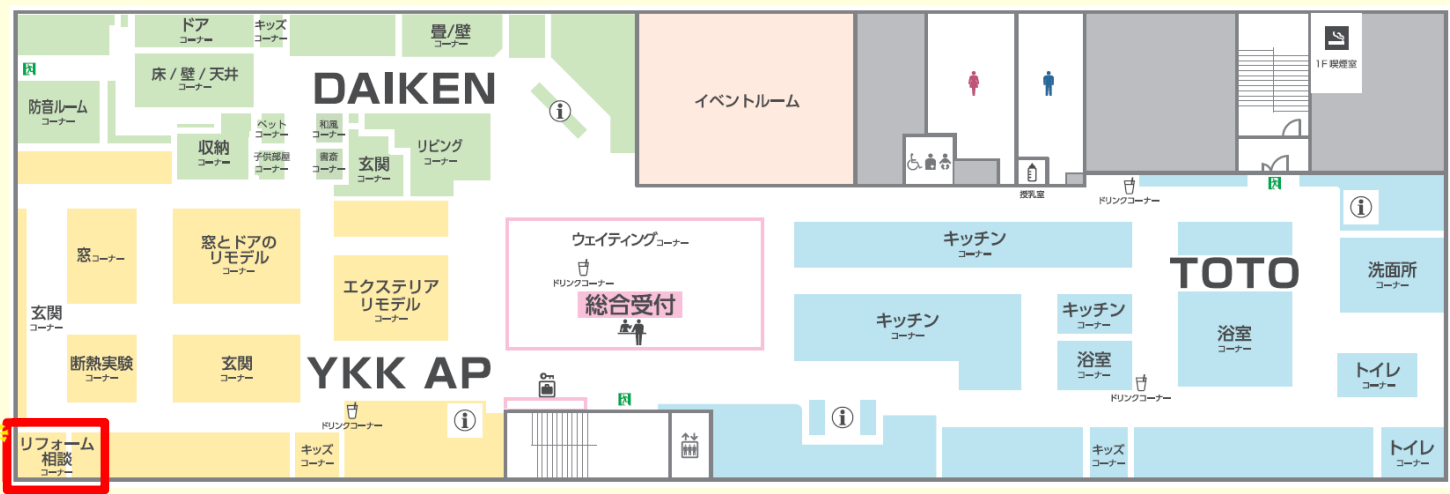 ドア
コーナー
キッズ
コーナー
畳/壁
コーナー
床/壁/天井
コーナー
DAIKEN
防音ルーム
コーナー
ペット
コーナー
和風
コーナー
収納
コーナー
子供部屋
コーナー
書斎
コーナー
玄関
コーナー
リビング
コーナー
イベントルーム
1F 喫煙室
授乳室
ドリンクコーナー
窓コーナー
窓とドアの
リモデル
コーナー
エクステリア
リモデル
コーナー
玄関
コーナー
断熱実験
コーナー
玄関
コーナー
YKK AP
ドリンクコーナー
リフォーム
相談
コーナー
キッズ
コーナー
ウェイティングコーナー
ドリンクコーナー
総合受付
キッチン
コーナー
TOTO
洗面所
コーナー
キッチン
コーナー
キッチン
コーナー
浴室
コーナー
浴室
コーナー
トイレ
コーナー
ドリンクコーナー
キッズ
コーナー
トイレ
コーナー